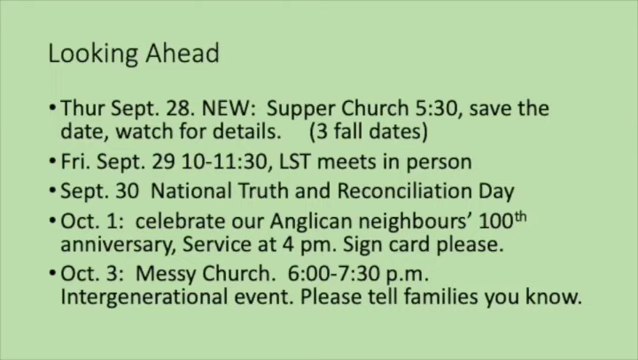 Looking Ahead
• Thur Sept. 28. NEW: Supper Church 5:30, save the
date, watch for details. (3 fall dates)
• Fri. Sept. 29 10-11:30, LST meets in person
• Sept. 30 National Truth and Reconciliation Day
• Oct. 1: celebrate our Anglican neighbours' 100th
anniversary, Service at 4 pm. Sign card please.
• Oct. 3: Messy Church. 6:00-7:30 p.m.
Intergenerational event. Please tell families you know.